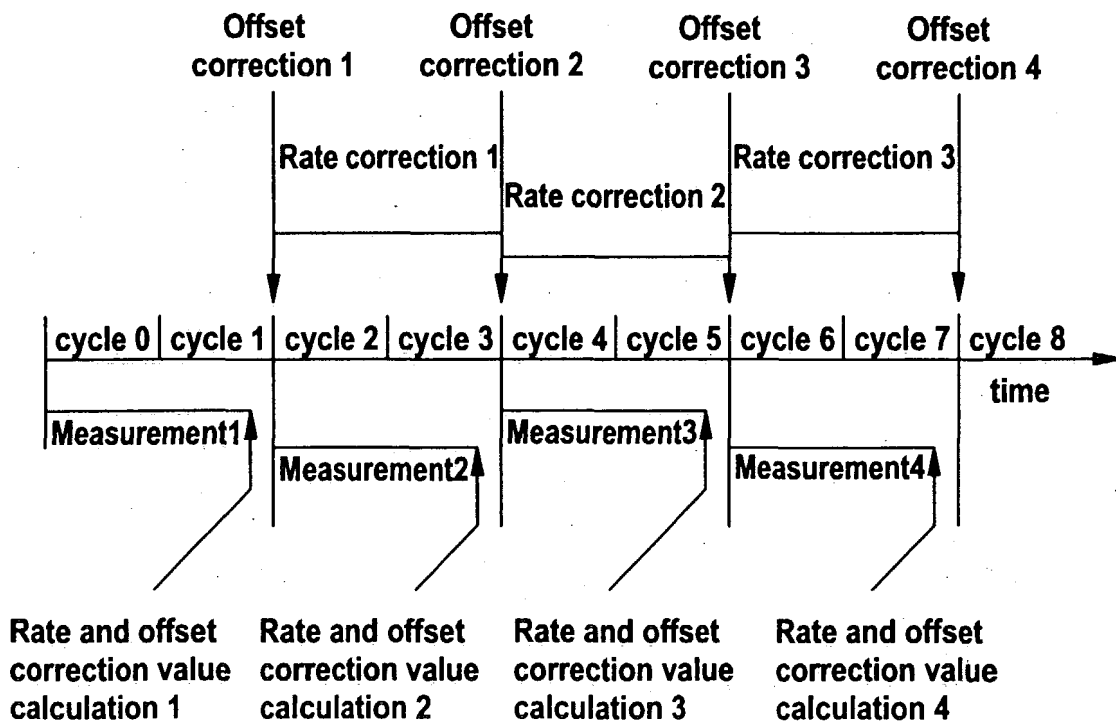 Offset correction 1
Offset correction 2
Offset correction 3
Offset correction 4
Rate correction 1
Rate correction 2
Rate correction 3
cycle 0 cycle 1 cycle 2 cycle 3 cycle 4 cycle 5 cycle 6 cycle 7 cycle 8
time
Measurement1
Measurement2
Measurement3
Measurement4
Rate and offset
correction value
calculation 1
Rate and offset
correction value
calculation 2
Rate and offset
correction value
calculation 3
Rate and offset
correction value
calculation 4